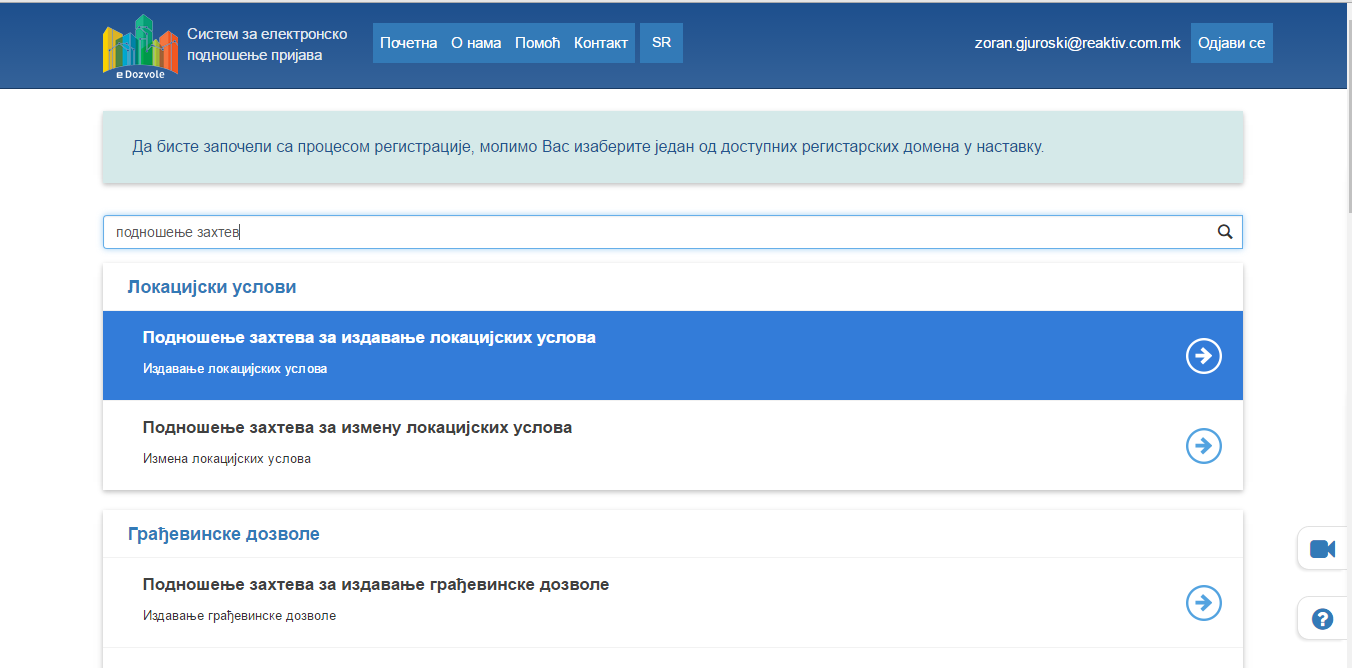 Систем за електронско
подношење пријава
eDozvole
Почетна О нама Помоћ Контакт SR
zoran.gjuroski@reaktiv.com.mk Одјави се
Да бисте започели са процесом регистрације, молимо Вас изаберите један од доступних регистарских домена у наставку.
подношење захтев
Локацијски услови
Подношење захтева за издавање локацијских услова
Издавање локацијских услова
Подношење захтева за измену локацијских услова
Измена локацијских услова
Грађевинске дозволе
Подношење захтева за издавање грађевинске дозволе
Издавање грађевинске дозволе